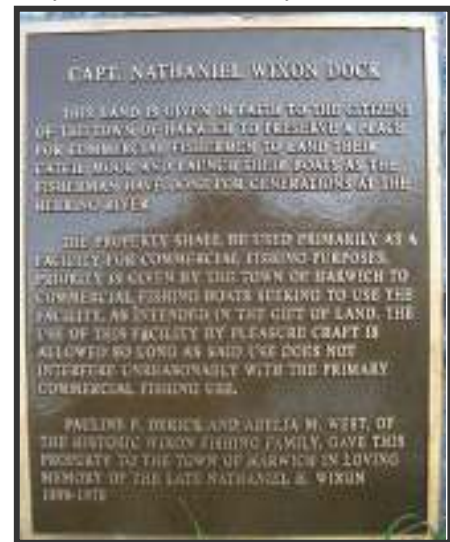 CAPT. NATHANIEL WIXON DOCK
THIS LAND IS GIVEN IN FAITH TO THE CITIZENS
OF THE TOWN OF HARWICH TO PRESERVE A PLACE
FOR COMMERCIAL FISHERMEN TO LAND THEIR
CATCH, MOOR AND LAUNCH THEIR BOATS AS THE
FISHERMAN HAVE DONE FOR GENERATIONS AT THE
HERRING RIVER
THE PROPERTY SHALL BE USED PRIMARILY AS A
FACILITY FOR COMMERCIAL FISHING PURPOSES.
PRIORITY IS GIVEN BY THE TOWN OF HARWICH TO
COMMERCIAL FISHING BOATS SEEKING TO USE THE
FACILITY, AS INTENDED IN THE GIFT OF LAND. THE
USE OF THIS FACILITY BY PLEASURE CRAFT IS
ALLOWED SO LONG AS SAID USE DOES NOT
INTERFERE UNREASONABLY WITH THE PRIMARY
COMMERCIAL FISHING USE.
PAULINE P. AND M. WEST, OF
THE HISTORIC WIXON FISHING FAMILY, GAVE THIS
PROPERTY TO THE TOWN OF HARWICH IN LOVING
MEMORY OF THE LATE NATHANIEL H. WIXON